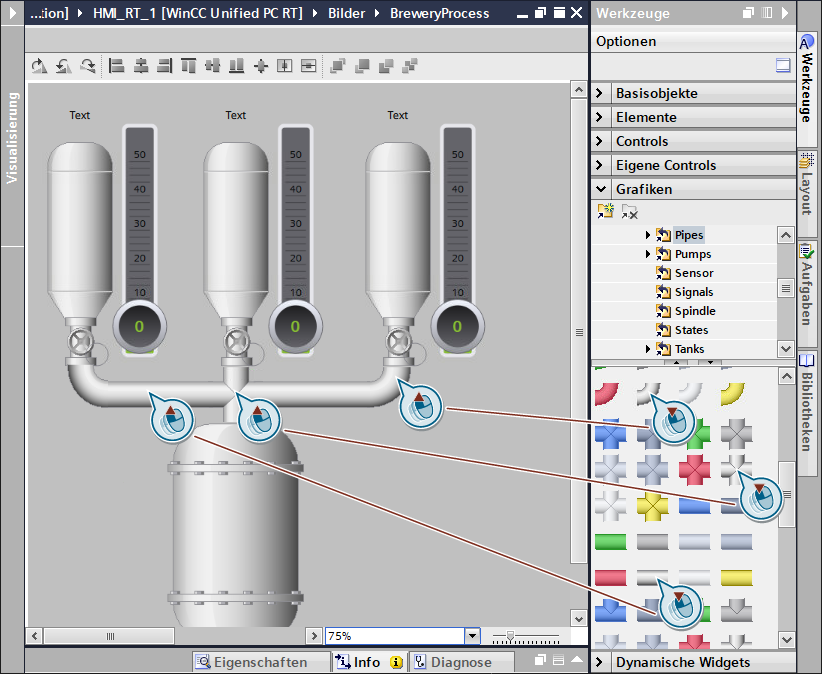 ...:ion] HMI_RT_1 [WinCC Unified PC RT] Bilder BreweryProcess
Visualisierung
Text
Text
Text
50
40
30
20
10
0
50
40
30
20
10
0
50
40
30
20
10
0
75%
Eigenschaften
Info
Diagnose
Werkzeuge
Optionen
Basisobjekte
Elemente
Controls
Eigene Controls
Grafiken
Pipes
Pumps
Sensor
Signals
Spindle
States
Tanks
Dynamische Widgets
Werkzeuge
Layout
Aufgaben
Bibliotheken